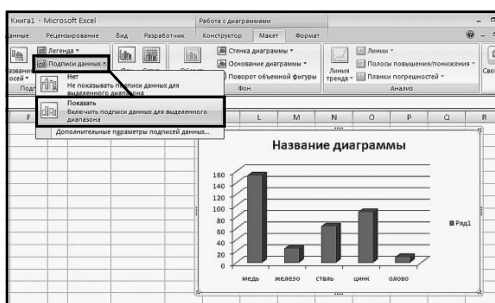 Книга1 - Microsoft Excel
Работа с диаграммами
данные
Рецензирование
Вид
Разработчик
Конструктор
Макет
Формат
Легенда
Подписи данных
Стенка диаграммы
Основание диаграммы
Поворот объемной фигуры
Линия тренда
Линии
Полосы повышения/понижения
Планки погрешностей
осей
Фон
Анализ
Нет
Не показывать подписи данных для
выделенного диапазона
Показать
Включить подписи данных для выделенного
диапазона
Дополнительные параметры подписей данных...
F L M N O P Q R
Название диаграммы
160
140
120
100
80
60
40
20
0
медь железо сталь цинк олово
Ряд1